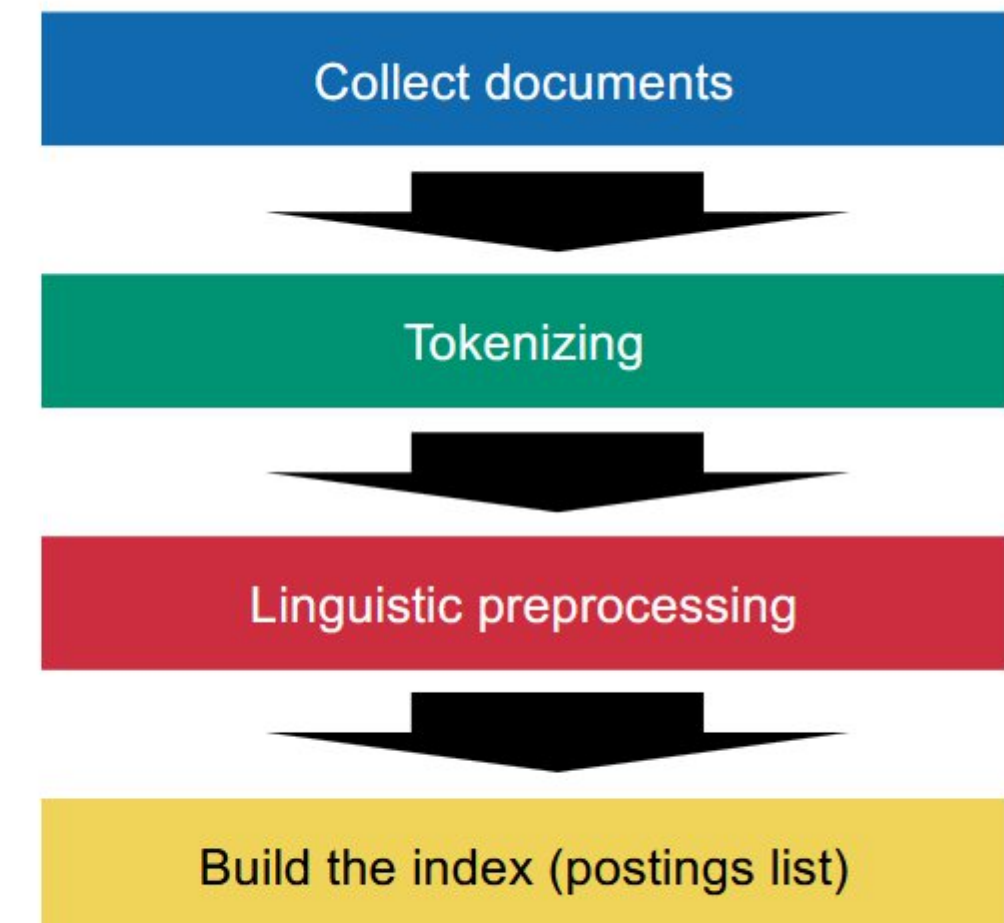 Collect documents
Tokenizing
Linguistic preprocessing
Build the index (postings list)